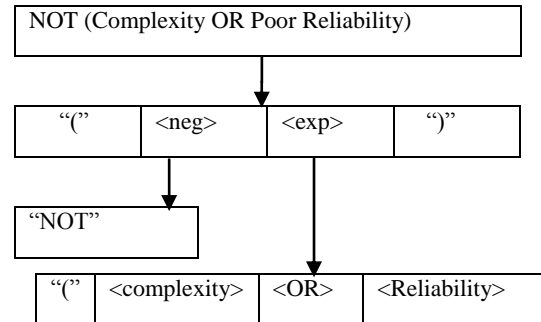 NOT (Complexity OR Poor Reliability)
“(” <neg> <exp> “)”
“NOT”
“(” <complexity> <OR> <Reliability>